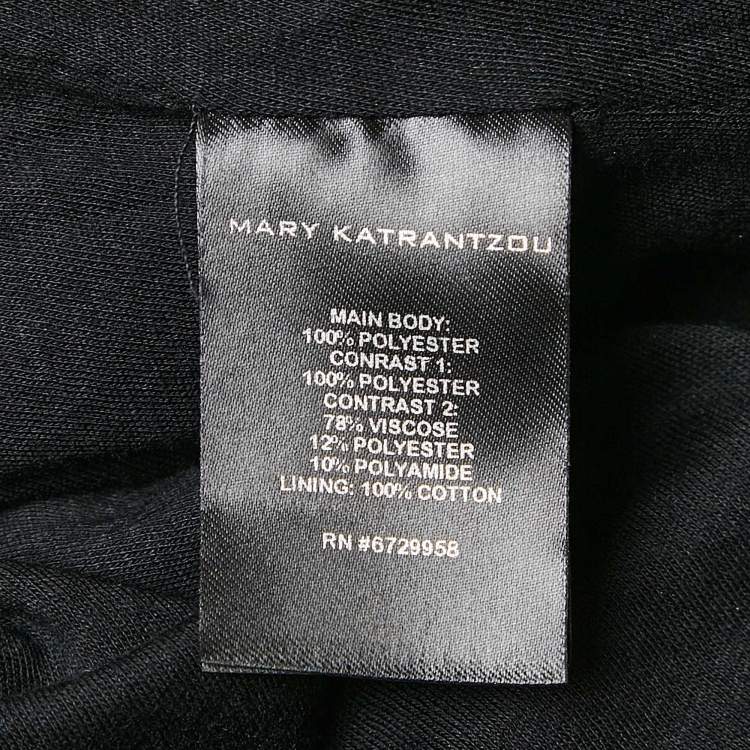 MARY KATRANTZOU
MAIN BODY:
100% POLYESTER
CONRAST 1:
100% POLYESTER
CONTRAST 2:
78% VISCOSE
12% POLYESTER
10% POLYAMIDE
LINING: 100% COTTON
RN #6729958